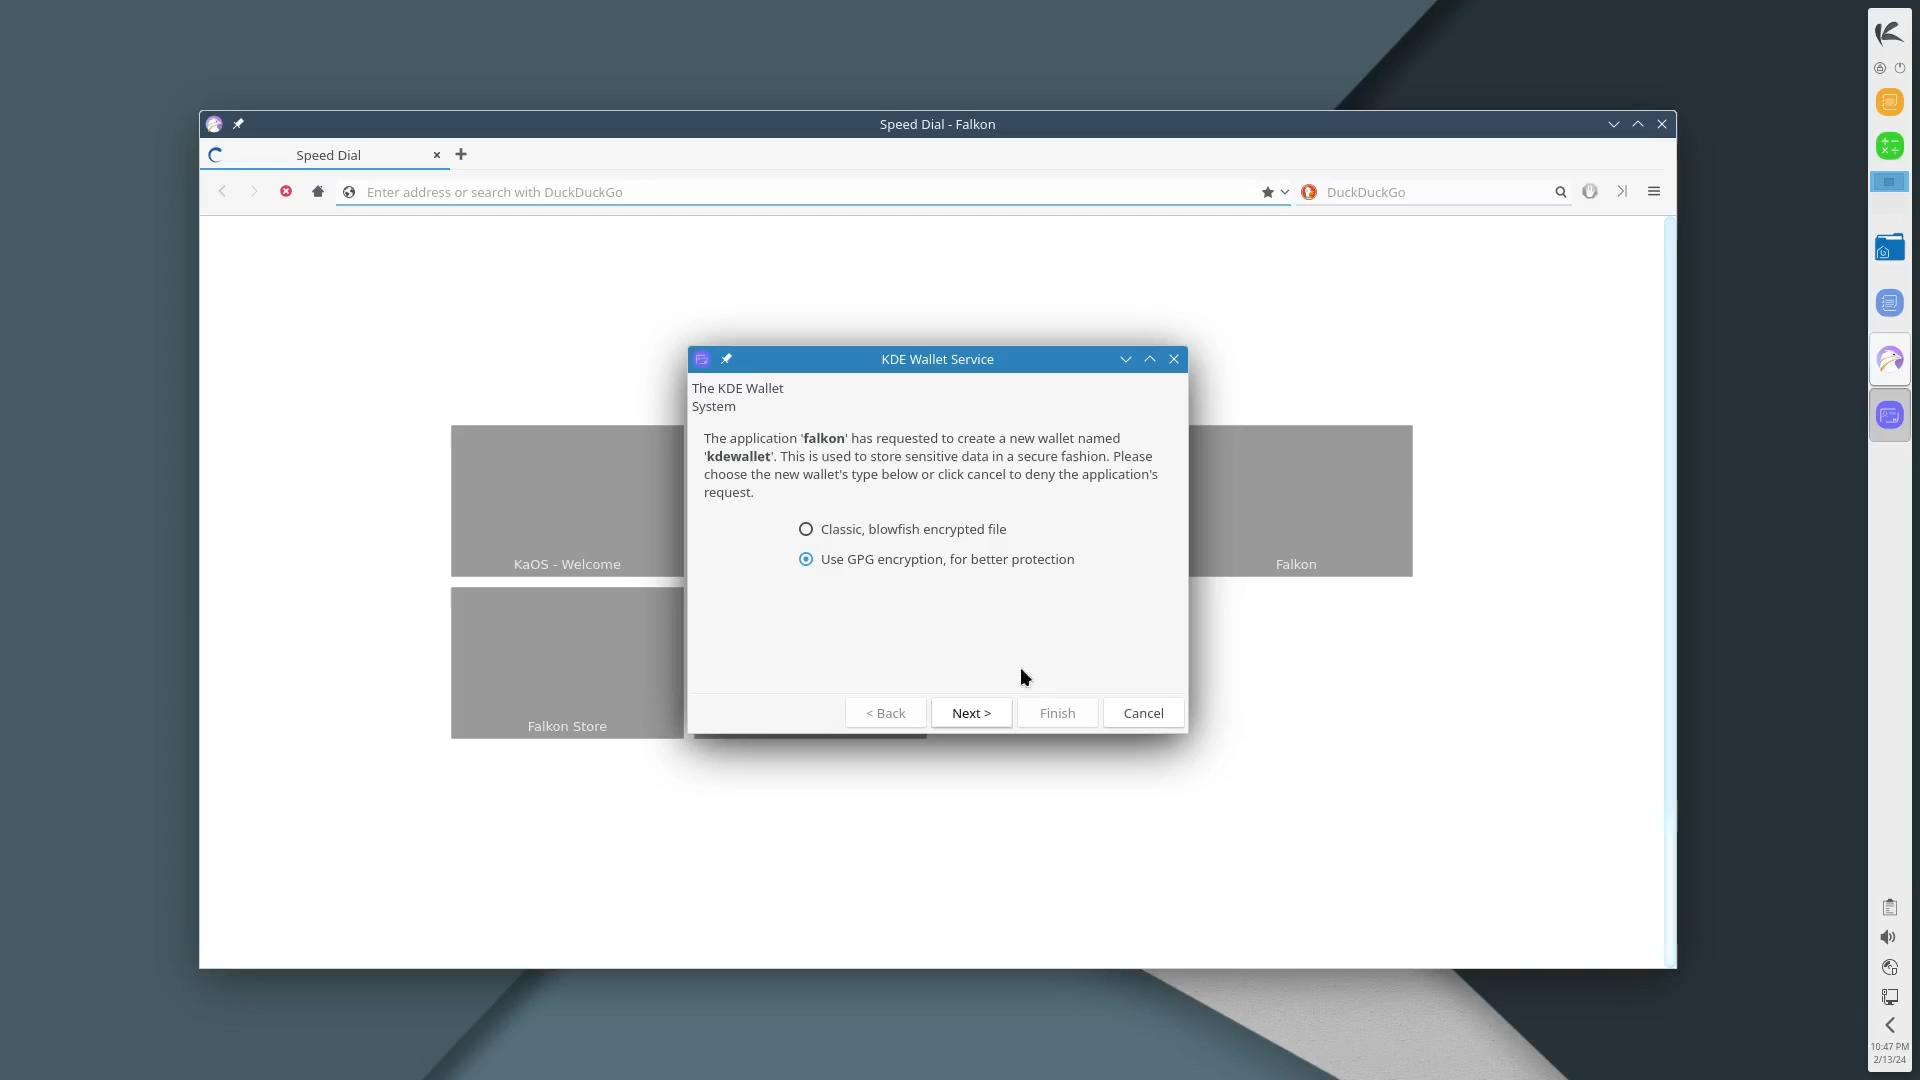 Speed Dial - Falkon
Speed Dial
Enter address or search with DuckDuckGo
DuckDuckGo
KDE Wallet Service
The KDE Wallet
System
The application 'falkon' has requested to create a new wallet named
'kdewallet'. This is used to store sensitive data in a secure fashion. Please
choose the new wallet's type below or click cancel to deny the application's
request.
Classic, blowfish encrypted file
Use GPG encryption, for better protection
KaOS - Welcome
Falkon
Falkon Store
< Back
Next >
Finish
Cancel
10:47 PM
2/13/24